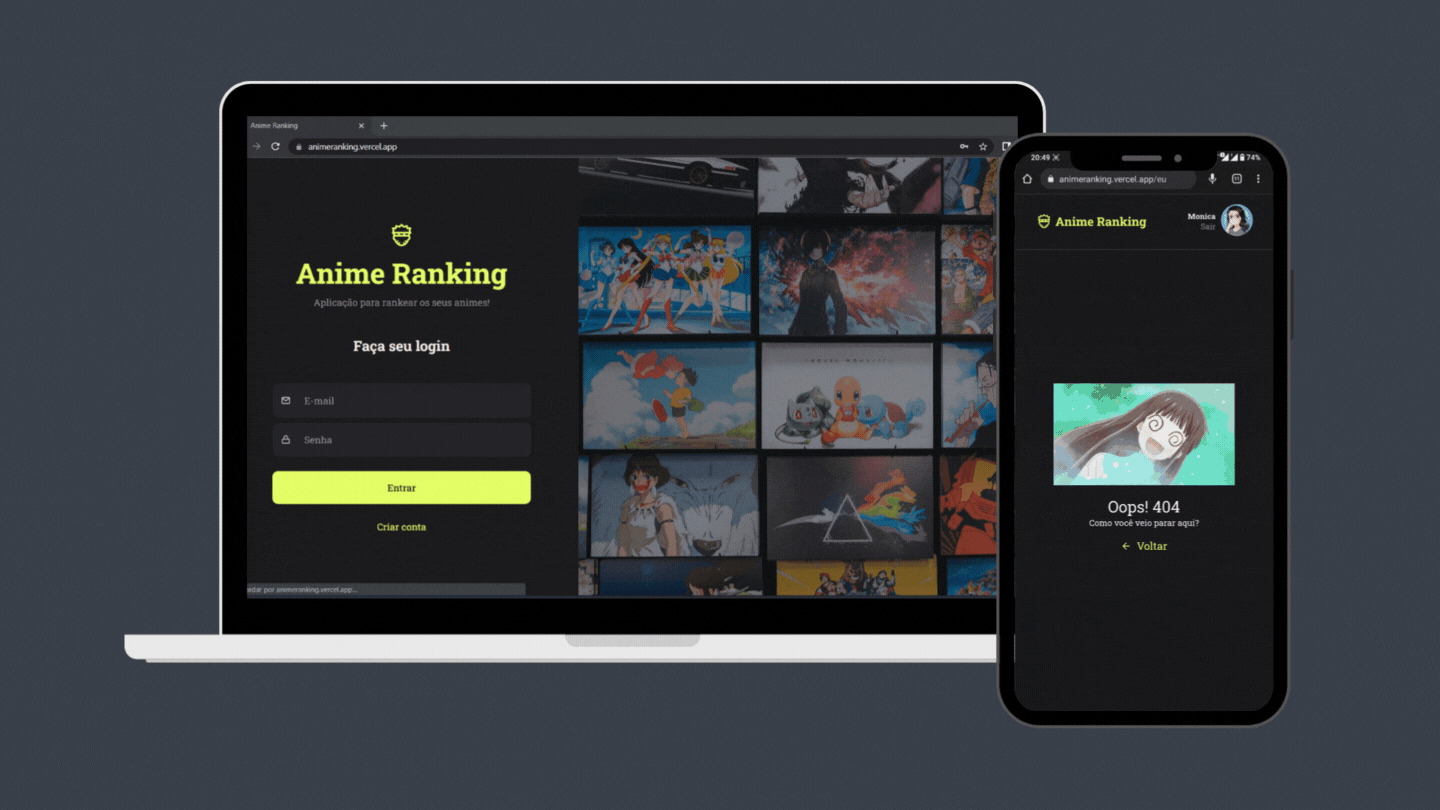 Anime Ranking
animeranking.vercel.app
Anime Ranking
Aplicação para rankear os seus animes!
Faça seu login
E-mail
Senha
Entrar
Criar conta
dar por animeranking.vercel.app...
20:49
74%
animeranking.vercel.app/eu
Anime Ranking
Monica
Sair
Oops! 404
Como você veio parar aqui?
← Voltar